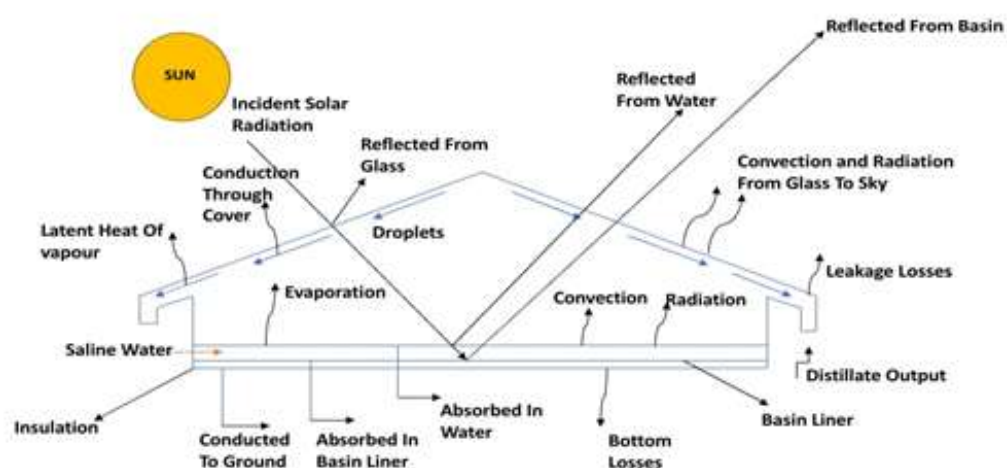 Reflected From Basin
SUN
Reflected
From Water
Incident Solar
Radiation
Reflected From
Glass
Conduction
Through
Cover
Convection and Radiation
From Glass To Sky
Latent Heat Of
vapour
Droplets
Leakage Losses
Evaporation
Convection
Radiation
Saline Water
Distillate Output
Insulation
Conducted
To Ground
Absorbed In
Basin Liner
Absorbed In
Water
Bottom
Losses
Basin Liner